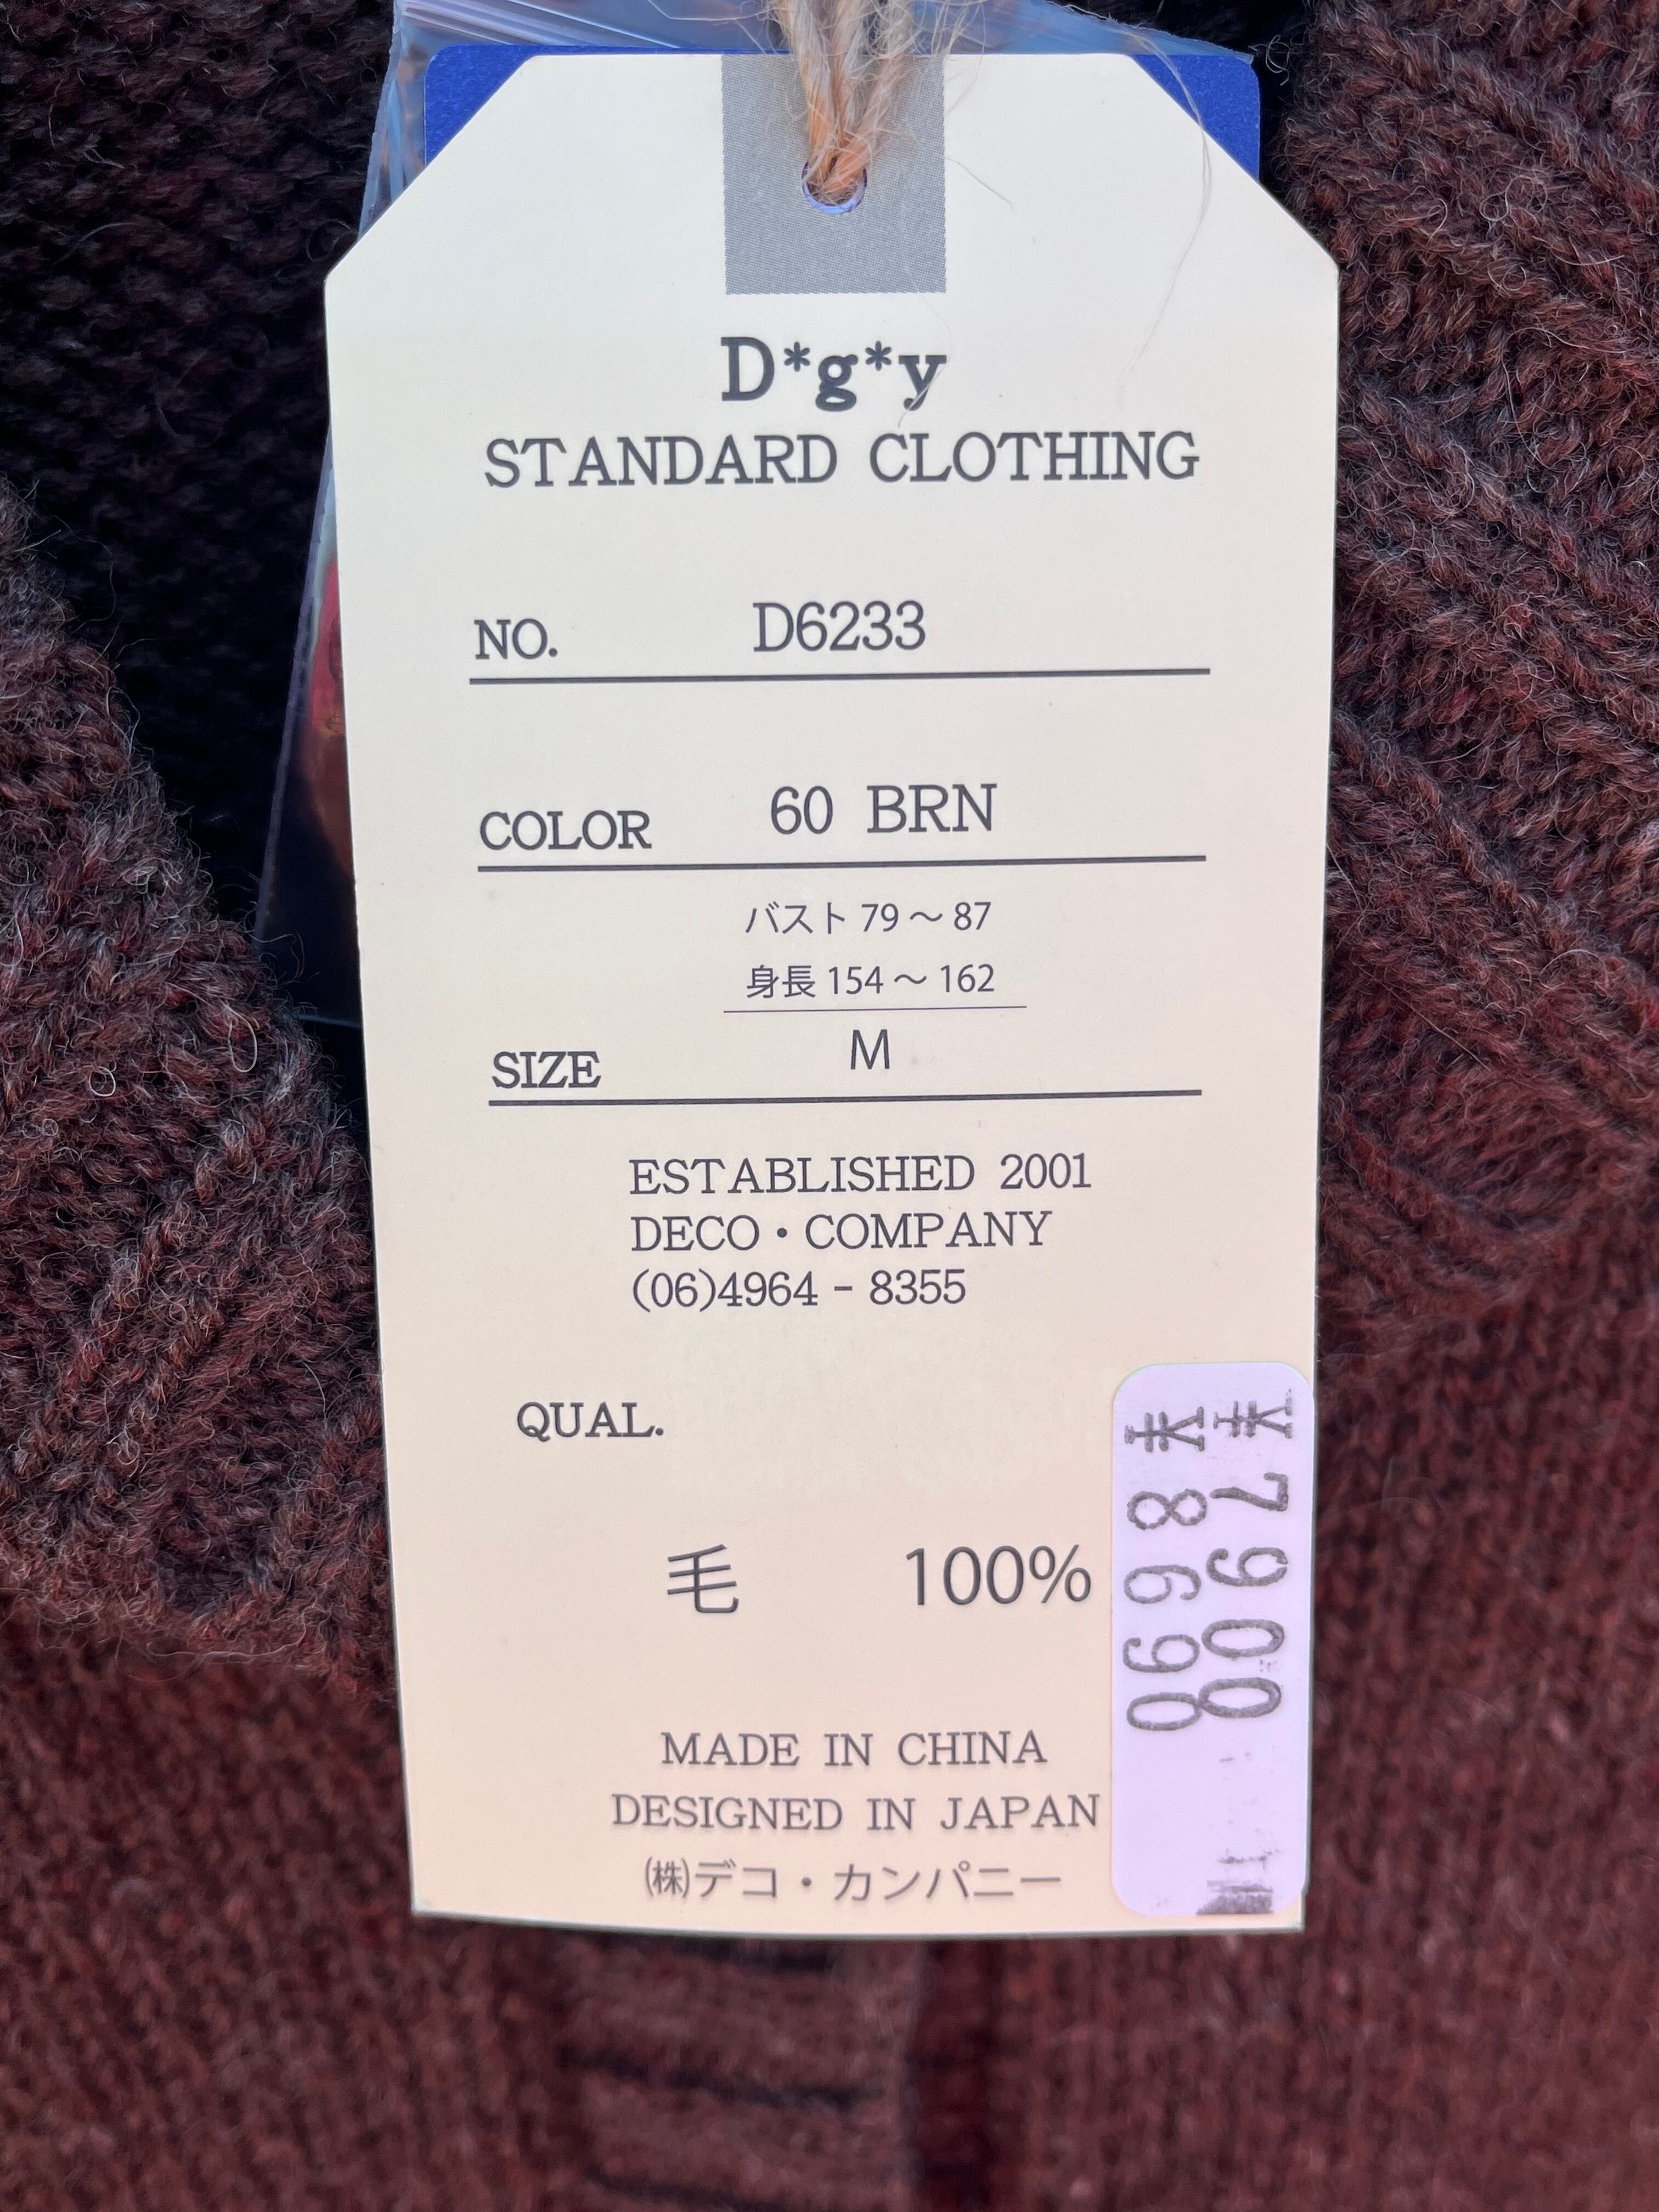 D*g*y
STANDARD CLOTHING
NO. D6233
COLOR 60 BRN
バスト 79～87
身長 154～162
SIZE M
ESTABLISHED 2001
DECO・COMPANY
(06)4964-8355
QUAL.
毛 100%
MADE IN CHINA
DESIGNED IN JAPAN
㈱デコ・カンパニー
¥7900
¥8690